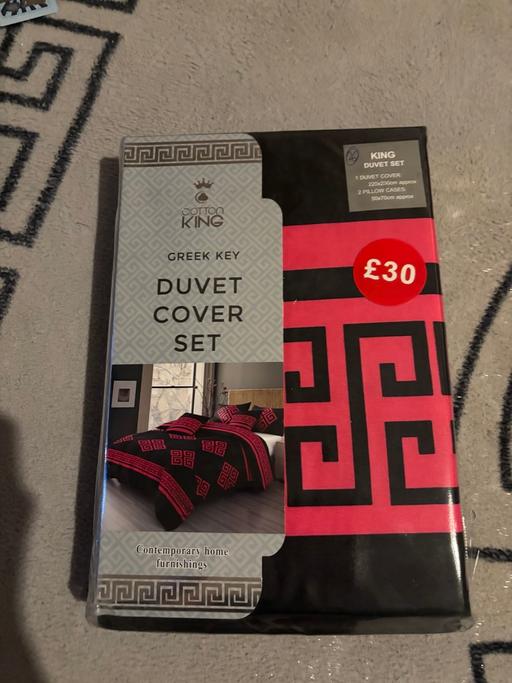 COTTON
KING
GREEK KEY
DUVET
COVER
SET
Contemporary home
furnishings
KING
DUVET SET
1 DUVET COVER:
220x230cm approx
2 PILLOW CASES:
50x70cm approx
£30